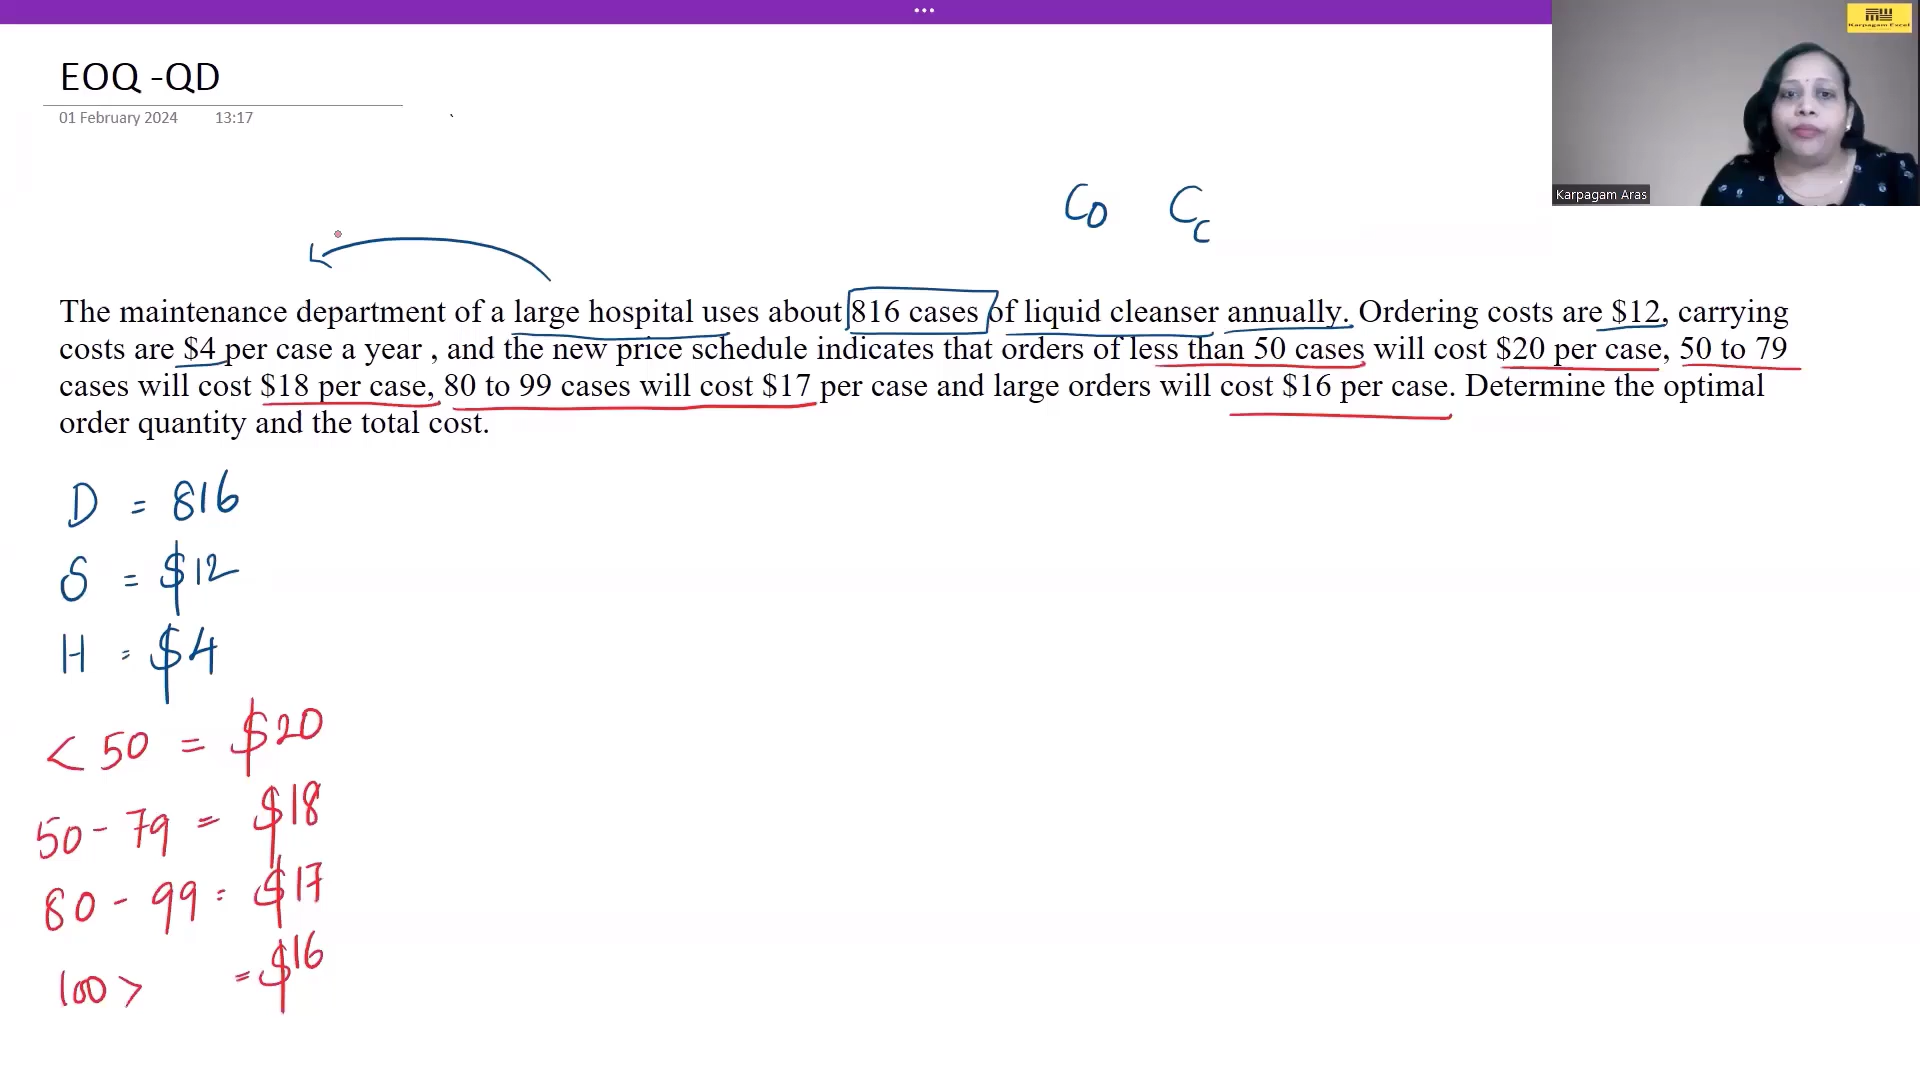 ...
EOQ -QD
01 February 2024 13:17
Karpagam Excel
Karpagam Aras
Co Cc
The maintenance department of a large hospital uses about 816 cases of liquid cleanser annually. Ordering costs are $12, carrying
costs are $4 per case a year , and the new price schedule indicates that orders of less than 50 cases will cost $20 per case, 50 to 79
cases will cost $18 per case, 80 to 99 cases will cost $17 per case and large orders will cost $16 per case. Determine the optimal
order quantity and the total cost.
D = 816
S = $12
H = $4
< 50 = $20
50 - 79 = $18
80 - 99 = $17
100 > = $16